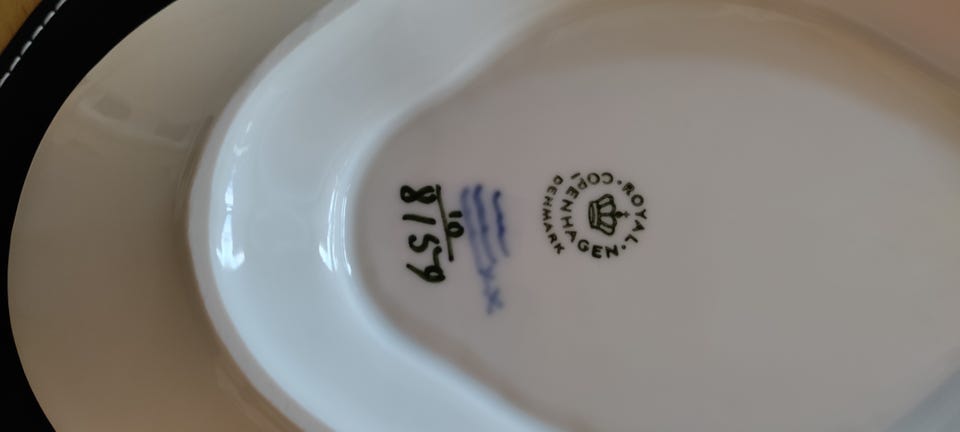 ROYAL
COPENHAGEN
DENMARK
10
8159